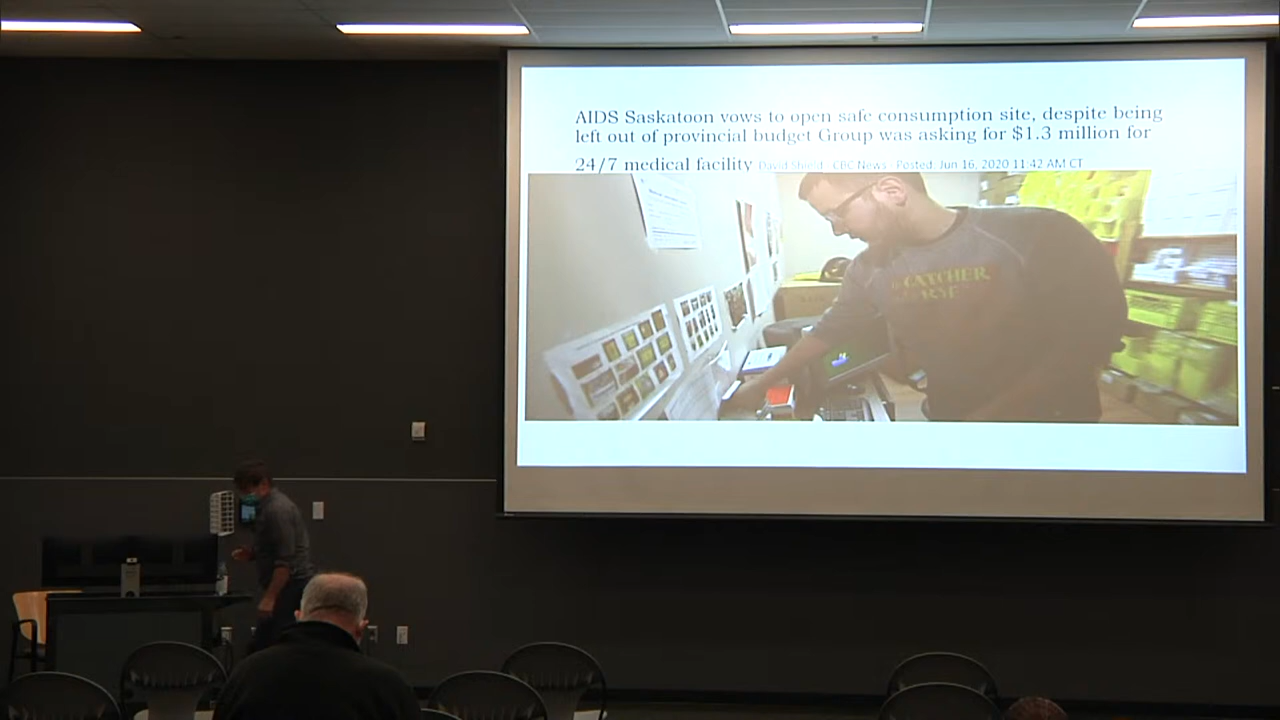 AIDS Saskatoon vows to open safe consumption site, despite being
left out of provincial budget Group was asking for $1.3 million for
24/7 medical facility David Shield · CBC News · Posted: Jun 16, 2020 11:42 AM CT
CATCHER